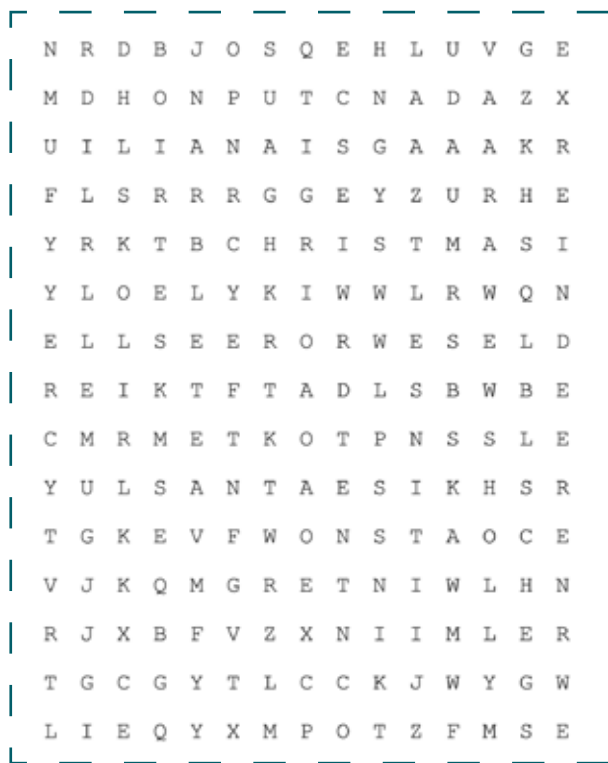 N R D B J O S Q E H L U V G E
M D H O N P U T C N A D A Z X
U I L I A N A I S G A A A K R
F L S R R R G G E Y Z U R H E
Y R K T B C H R I S T M A S I
Y L O E L Y K I W W L R W Q N
E L L S E E R O R W E S E L D
R E I K T F T A D L S B W B E
C M R M E T K O T P N S S L E
Y U L S A N T A E S I K H S R
T G K E V F W O N S T A O C E
V J K Q M G R E T N I W L H N
R J X B F V Z X N I I M L E R
T G C G Y T L C C K J W Y G W
L I E Q Y X M P O T Z F M S E